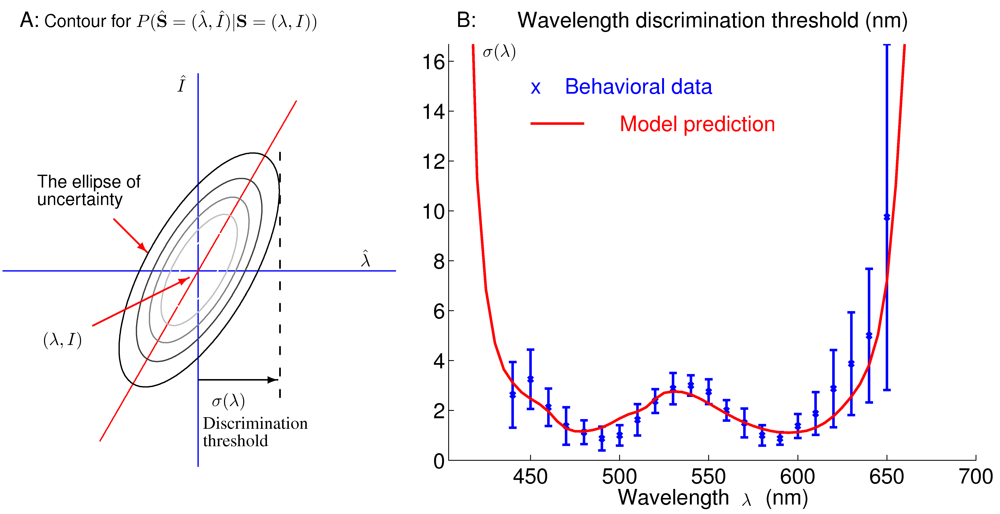 A: Contour for P(Ŝ = (λ̂, Î)|S = (λ, I))
Î
The ellipse of
uncertainty
λ̂
(λ, I)
σ(λ)
Discrimination
threshold
B: Wavelength discrimination threshold (nm)
σ(λ)
16
14
12
10
8
6
4
2
0
x Behavioral data
Model prediction
450 500 550 600 650 700
Wavelength λ (nm)